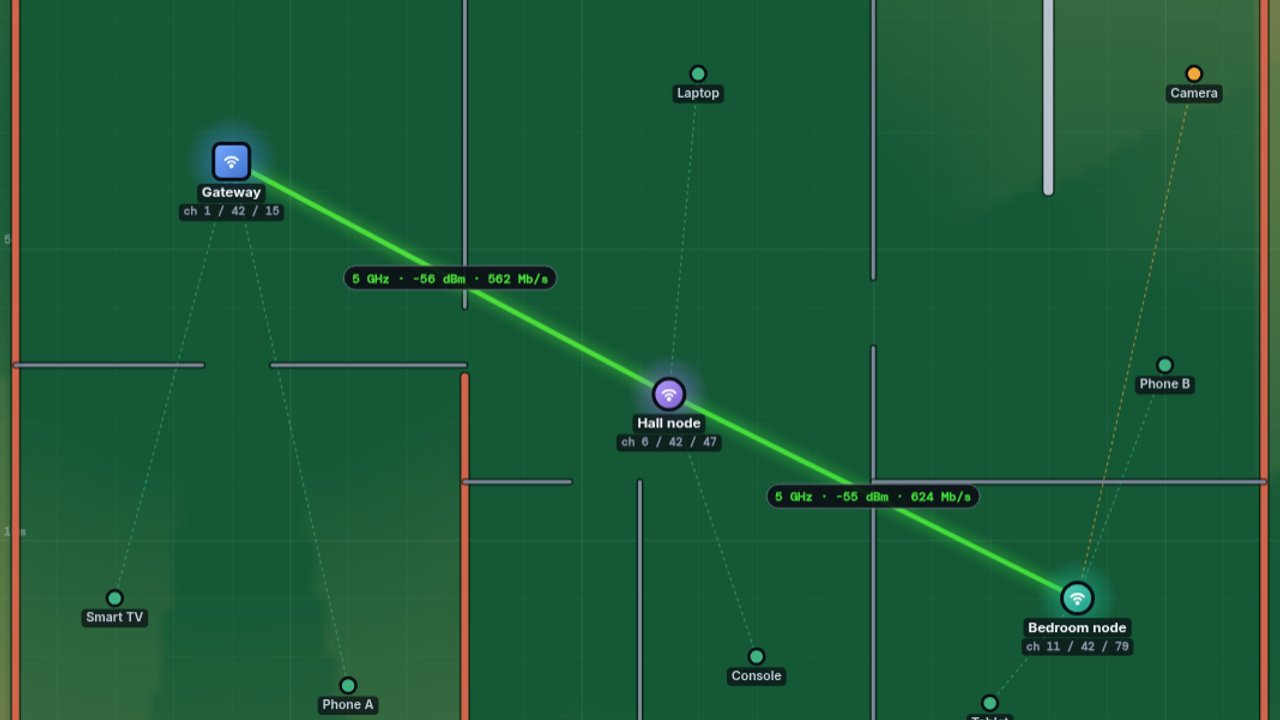 Laptop
Camera
Gateway
ch 1 / 42 / 15
5
5 GHz · -56 dBm · 562 Mb/s
Phone B
Hall node
ch 6 / 42 / 47
5 GHz · -55 dBm · 624 Mb/s
Smart TV
Bedroom node
ch 11 / 42 / 79
Console
Phone A